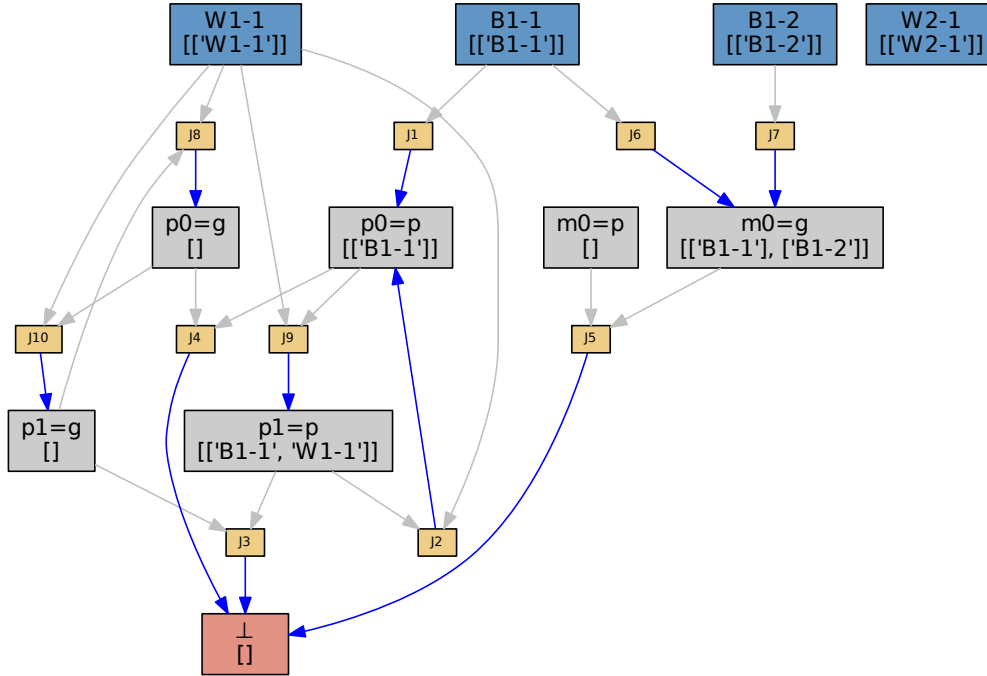 W1-1
[['W1-1']]
B1-1
[['B1-1']]
B1-2
[['B1-2']]
W2-1
[['W2-1']]
J8
J1
J6
J7
p0=g
[]
p0=p
[['B1-1']]
m0=p
[]
m0=g
[['B1-1'], ['B1-2']]
J10
J4
J9
J5
p1=g
[]
p1=p
[['B1-1', 'W1-1']]
J3
J2
⊥
[]